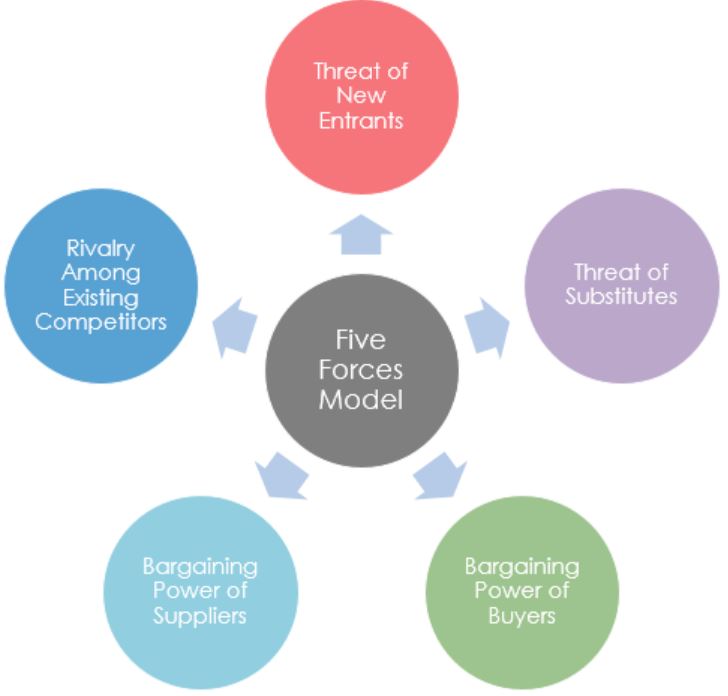 Threat of
New
Entrants
Rivalry
Among
Existing
Competitors
Threat of
Substitutes
Five
Forces
Model
Bargaining
Power of
Suppliers
Bargaining
Power of
Buyers